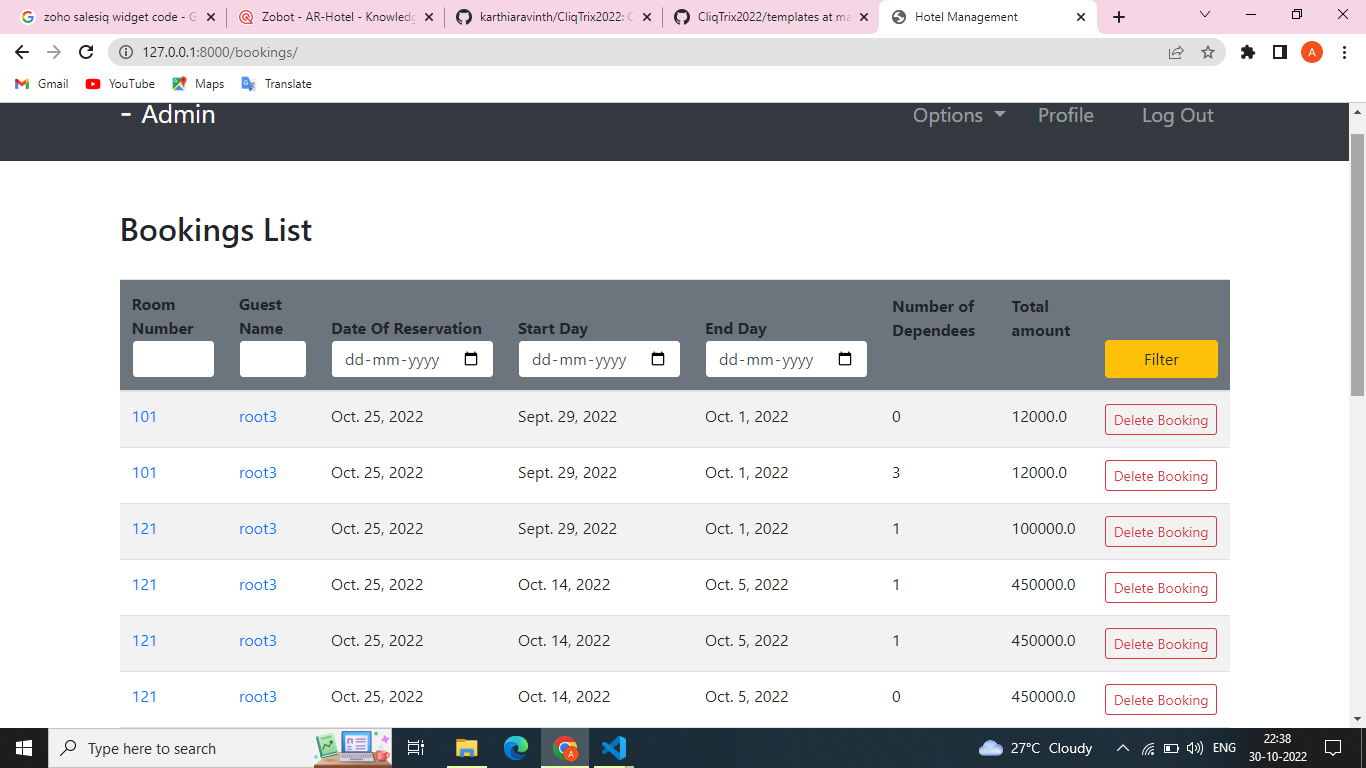 zoho salesiq widget code - G
Zobot - AR-Hotel - Knowledg
karthiaravinth/CliqTrix2022: C
CliqTrix2022/templates at ma
Hotel Management
127.0.0.1:8000/bookings/
A
Gmail
YouTube
Maps
Translate
- Admin
Options
Profile
Log Out
Bookings List
Room Number
Guest Name
Date Of Reservation
Start Day
End Day
Number of Dependees
Total amount
dd-mm-yyyy
dd-mm-yyyy
dd-mm-yyyy
Filter
101 root3 Oct. 25, 2022 Sept. 29, 2022 Oct. 1, 2022 0 12000.0 Delete Booking
101 root3 Oct. 25, 2022 Sept. 29, 2022 Oct. 1, 2022 3 12000.0 Delete Booking
121 root3 Oct. 25, 2022 Sept. 29, 2022 Oct. 1, 2022 1 100000.0 Delete Booking
121 root3 Oct. 25, 2022 Oct. 14, 2022 Oct. 5, 2022 1 450000.0 Delete Booking
121 root3 Oct. 25, 2022 Oct. 14, 2022 Oct. 5, 2022 1 450000.0 Delete Booking
121 root3 Oct. 25, 2022 Oct. 14, 2022 Oct. 5, 2022 0 450000.0 Delete Booking
Type here to search
A
27°C Cloudy
ENG
22:38
30-10-2022